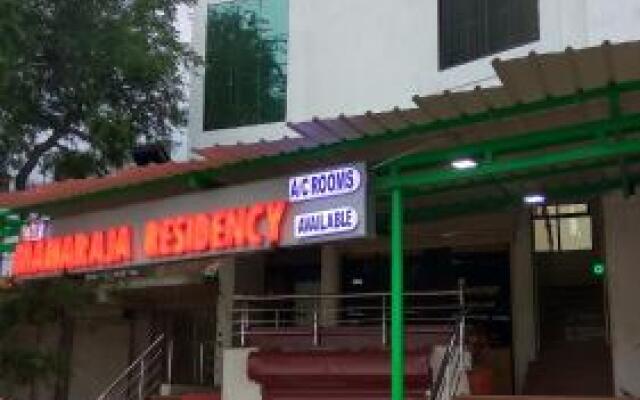 MAHARAJA RESIDENCY
A/C ROOMS
AVAILABLE